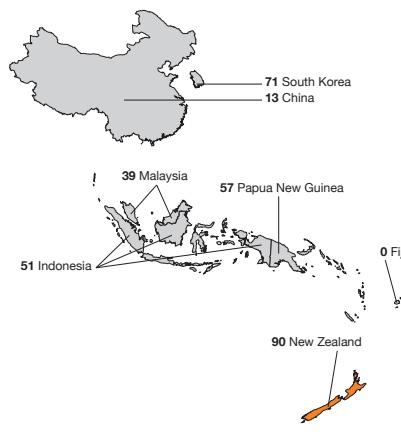 71 South Korea
13 China
39 Malaysia
57 Papua New Guinea
51 Indonesia
0 Fi
90 New Zealand